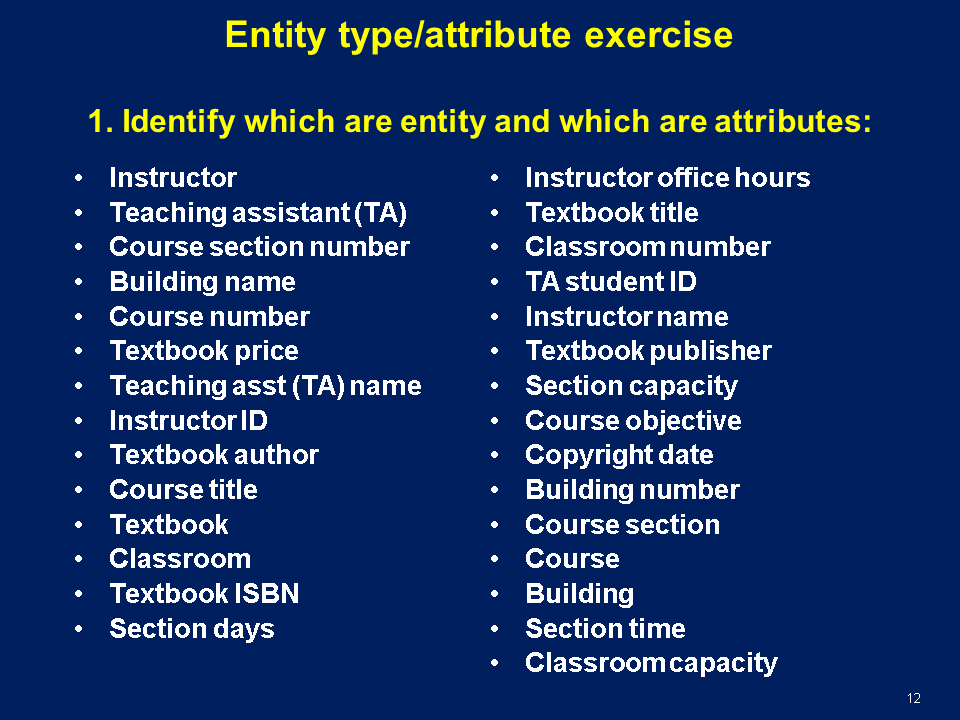 Entity type/attribute exercise
1. Identify which are entity and which are attributes:
• Instructor
• Teaching assistant (TA)
• Course section number
• Building name
• Course number
• Textbook price
• Teaching asst (TA) name
• Instructor ID
• Textbook author
• Course title
• Textbook
• Classroom
• Textbook ISBN
• Section days
• Instructor office hours
• Textbook title
• Classroom number
• TA student ID
• Instructor name
• Textbook publisher
• Section capacity
• Course objective
• Copyright date
• Building number
• Course section
• Course
• Building
• Section time
• Classroom capacity
12